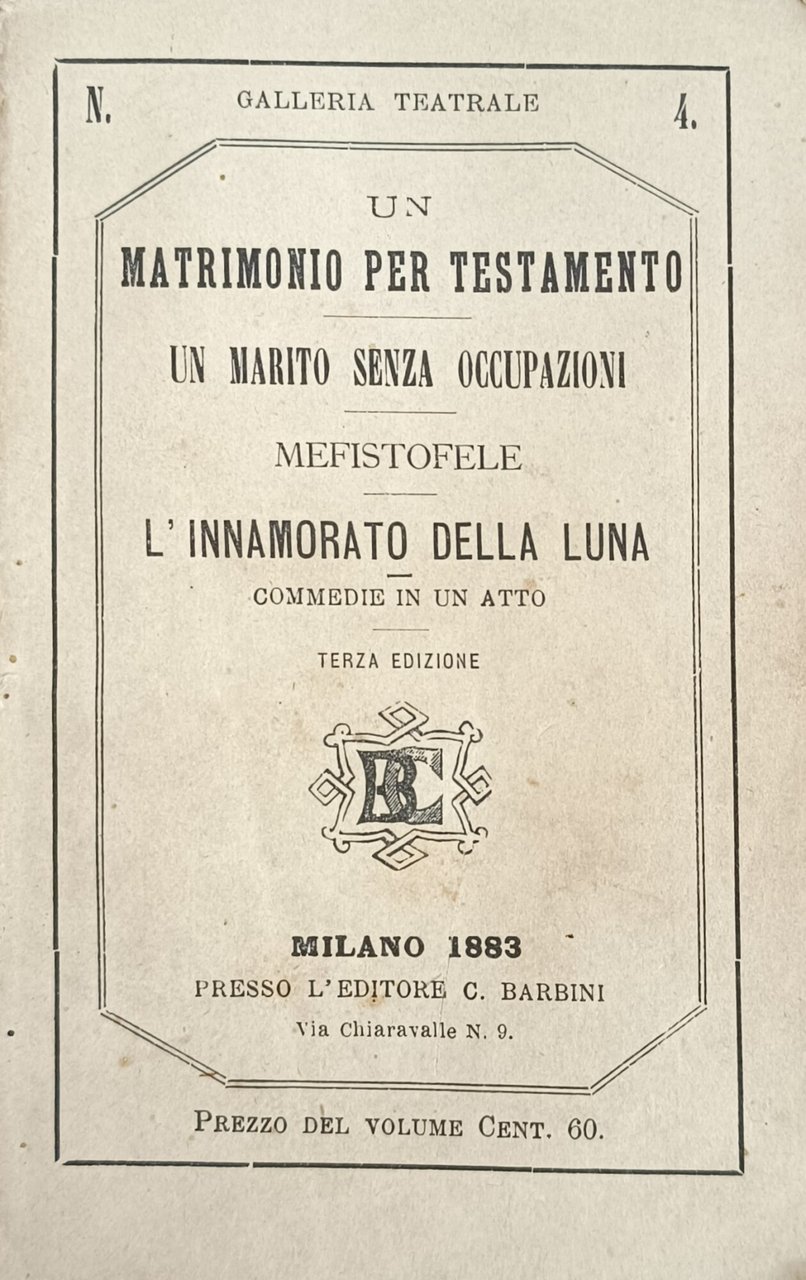 N. GALLERIA TEATRALE 4.
UN
MATRIMONIO PER TESTAMENTO
UN MARITO SENZA OCCUPAZIONI
MEFISTOFELE
L' INNAMORATO DELLA LUNA
COMMEDIE IN UN ATTO
TERZA EDIZIONE
BC
MILANO 1883
PRESSO L'EDITORE C. BARBINI
Via Chiaravalle N. 9.
PREZZO DEL VOLUME CENT. 60.